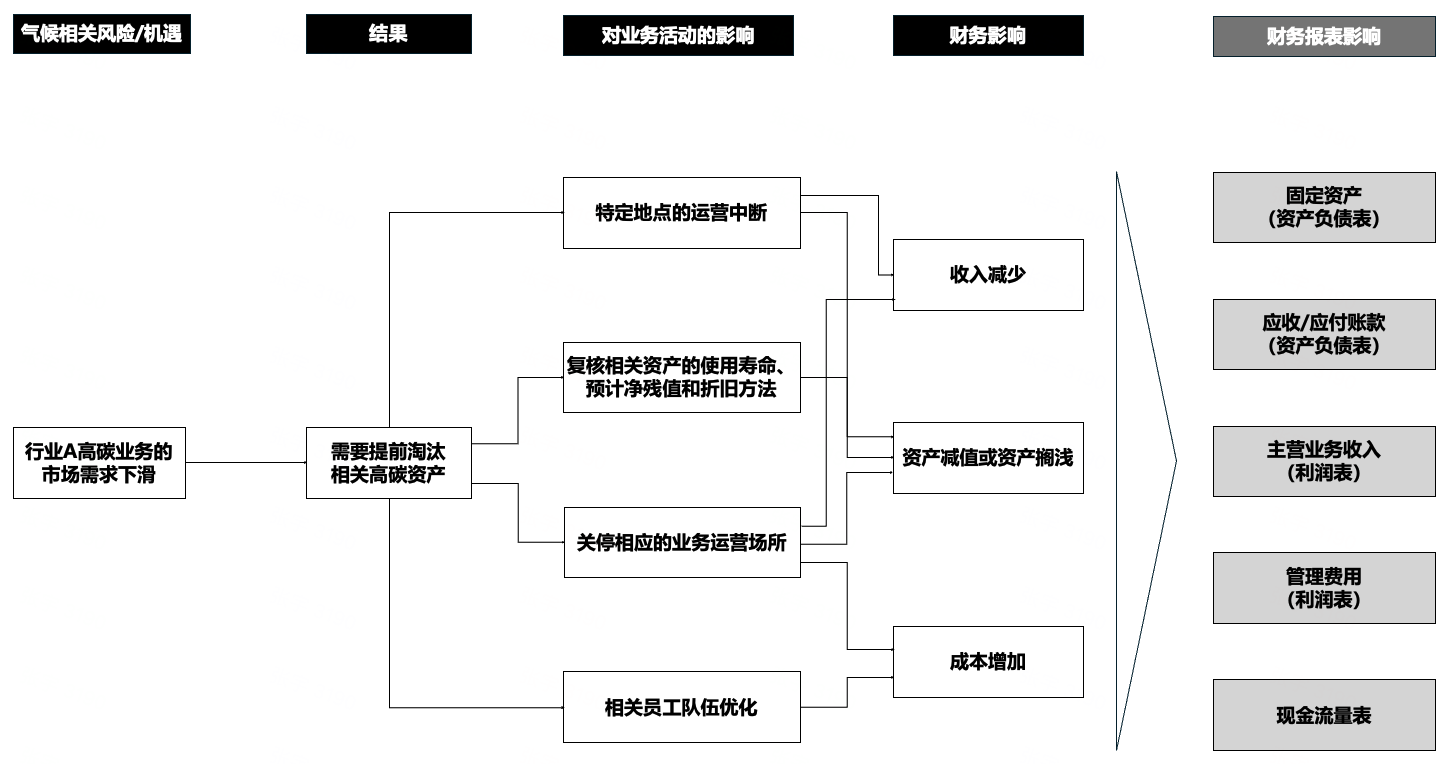 气候相关风险/机遇
结果
对业务活动的影响
财务影响
财务报表影响
行业A高碳业务的
市场需求下滑
需要提前淘汰
相关高碳资产
特定地点的运营中断
复核相关资产的使用寿命、
预计净残值和折旧方法
关停相应的业务运营场所
相关员工队伍优化
收入减少
资产减值或资产搁浅
成本增加
固定资产
(资产负债表)
应收/应付账款
(资产负债表)
主营业务收入
(利润表)
管理费用
(利润表)
现金流量表